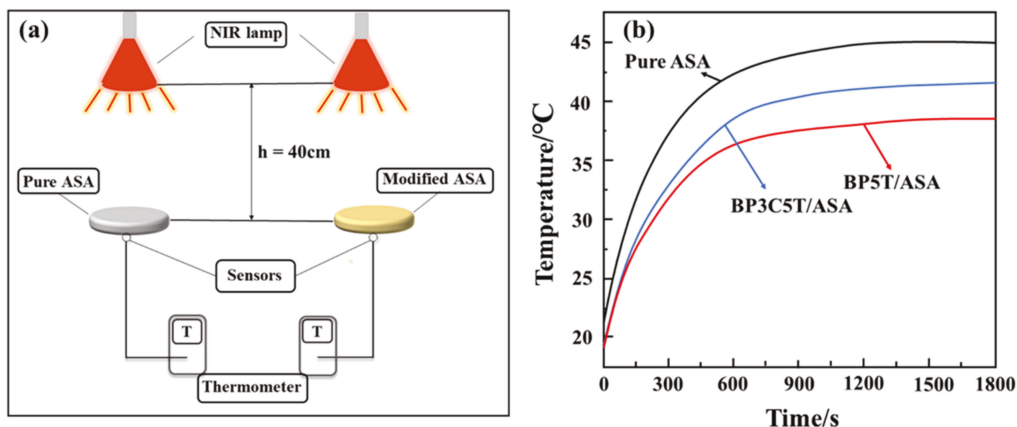 (a)
NIR lamp
h = 40cm
Pure ASA
Modified ASA
Sensors
T
T
Thermometer
(b)
Temperature/°C
45
40
35
30
25
20
Pure ASA
BP5T/ASA
BP3C5T/ASA
0
300
600
900
1200
1500
1800
Time/s